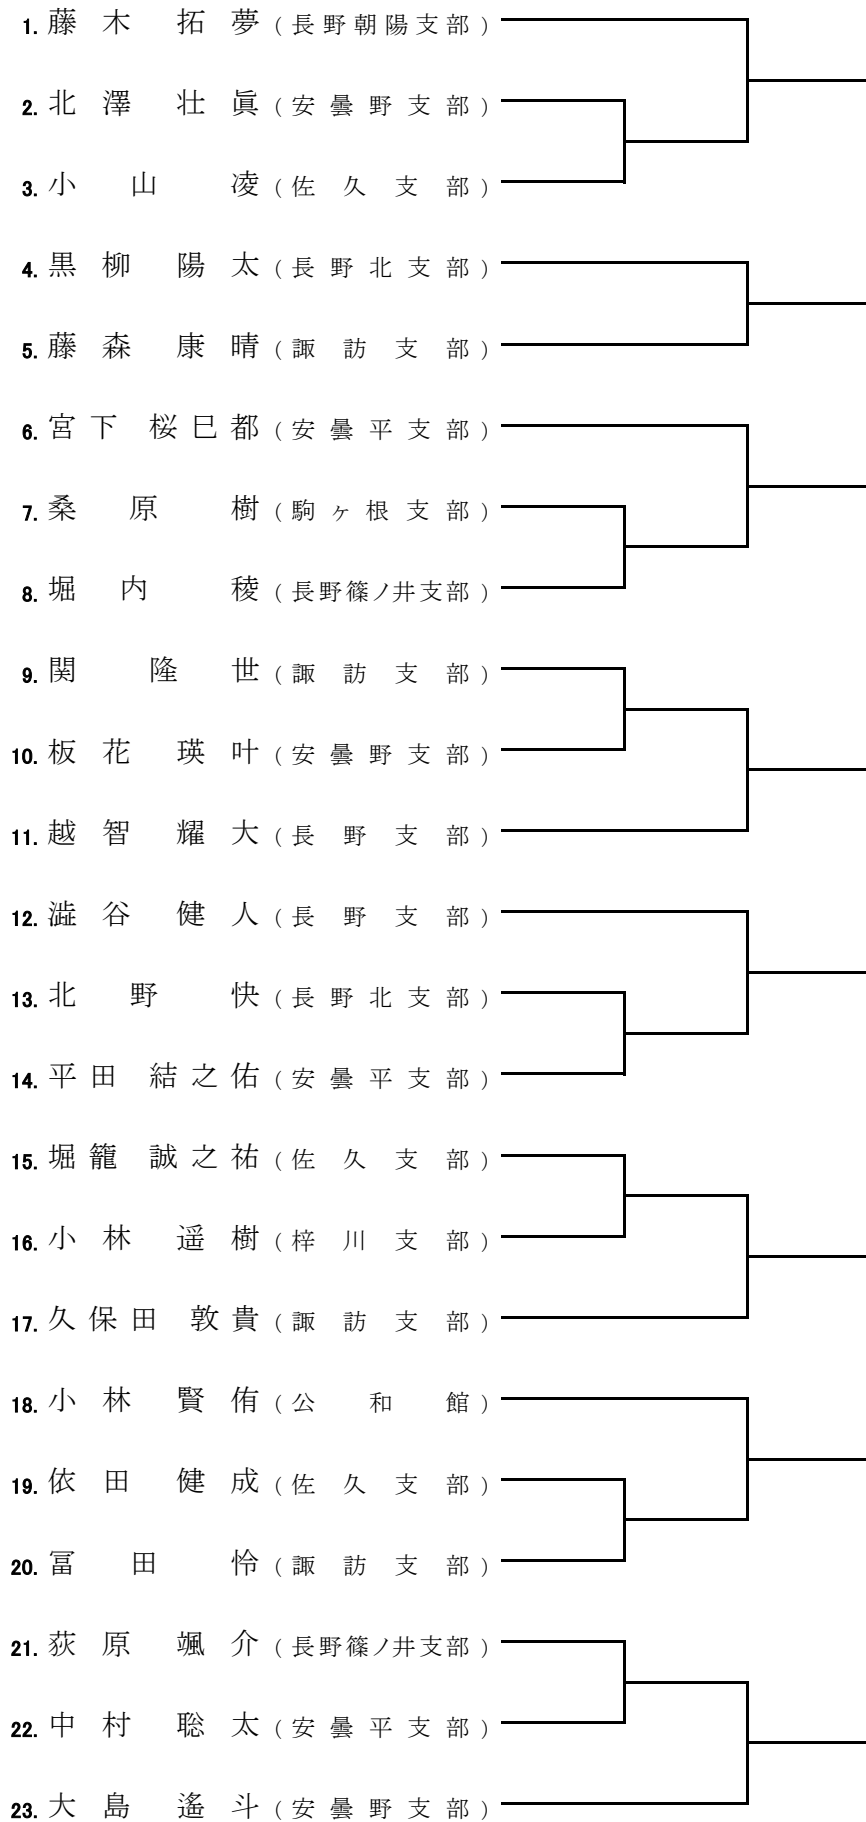 1. 藤木 拓夢 (長野朝陽支部)
2. 北澤 壮眞 (安曇野支部)
3. 小山 凌 (佐久支部)
4. 黒柳 陽太 (長野北支部)
5. 藤森 康晴 (諏訪支部)
6. 宮下 桜巳都 (安曇平支部)
7. 桑原 樹 (駒ヶ根支部)
8. 堀内 稜 (長野篠ノ井支部)
9. 関 隆世 (諏訪支部)
10. 板花 瑛叶 (安曇野支部)
11. 越智 耀大 (長野支部)
12. 澁谷 健人 (長野支部)
13. 北野 快 (長野北支部)
14. 平田 結之佑 (安曇平支部)
15. 堀籠 誠之祐 (佐久支部)
16. 小林 遥樹 (梓川支部)
17. 久保田 敦貴 (諏訪支部)
18. 小林 賢侑 (公和館)
19. 依田 健成 (佐久支部)
20. 冨田 怜 (諏訪支部)
21. 荻原 颯介 (長野篠ノ井支部)
22. 中村 聡太 (安曇平支部)
23. 大島 遙斗 (安曇野支部)